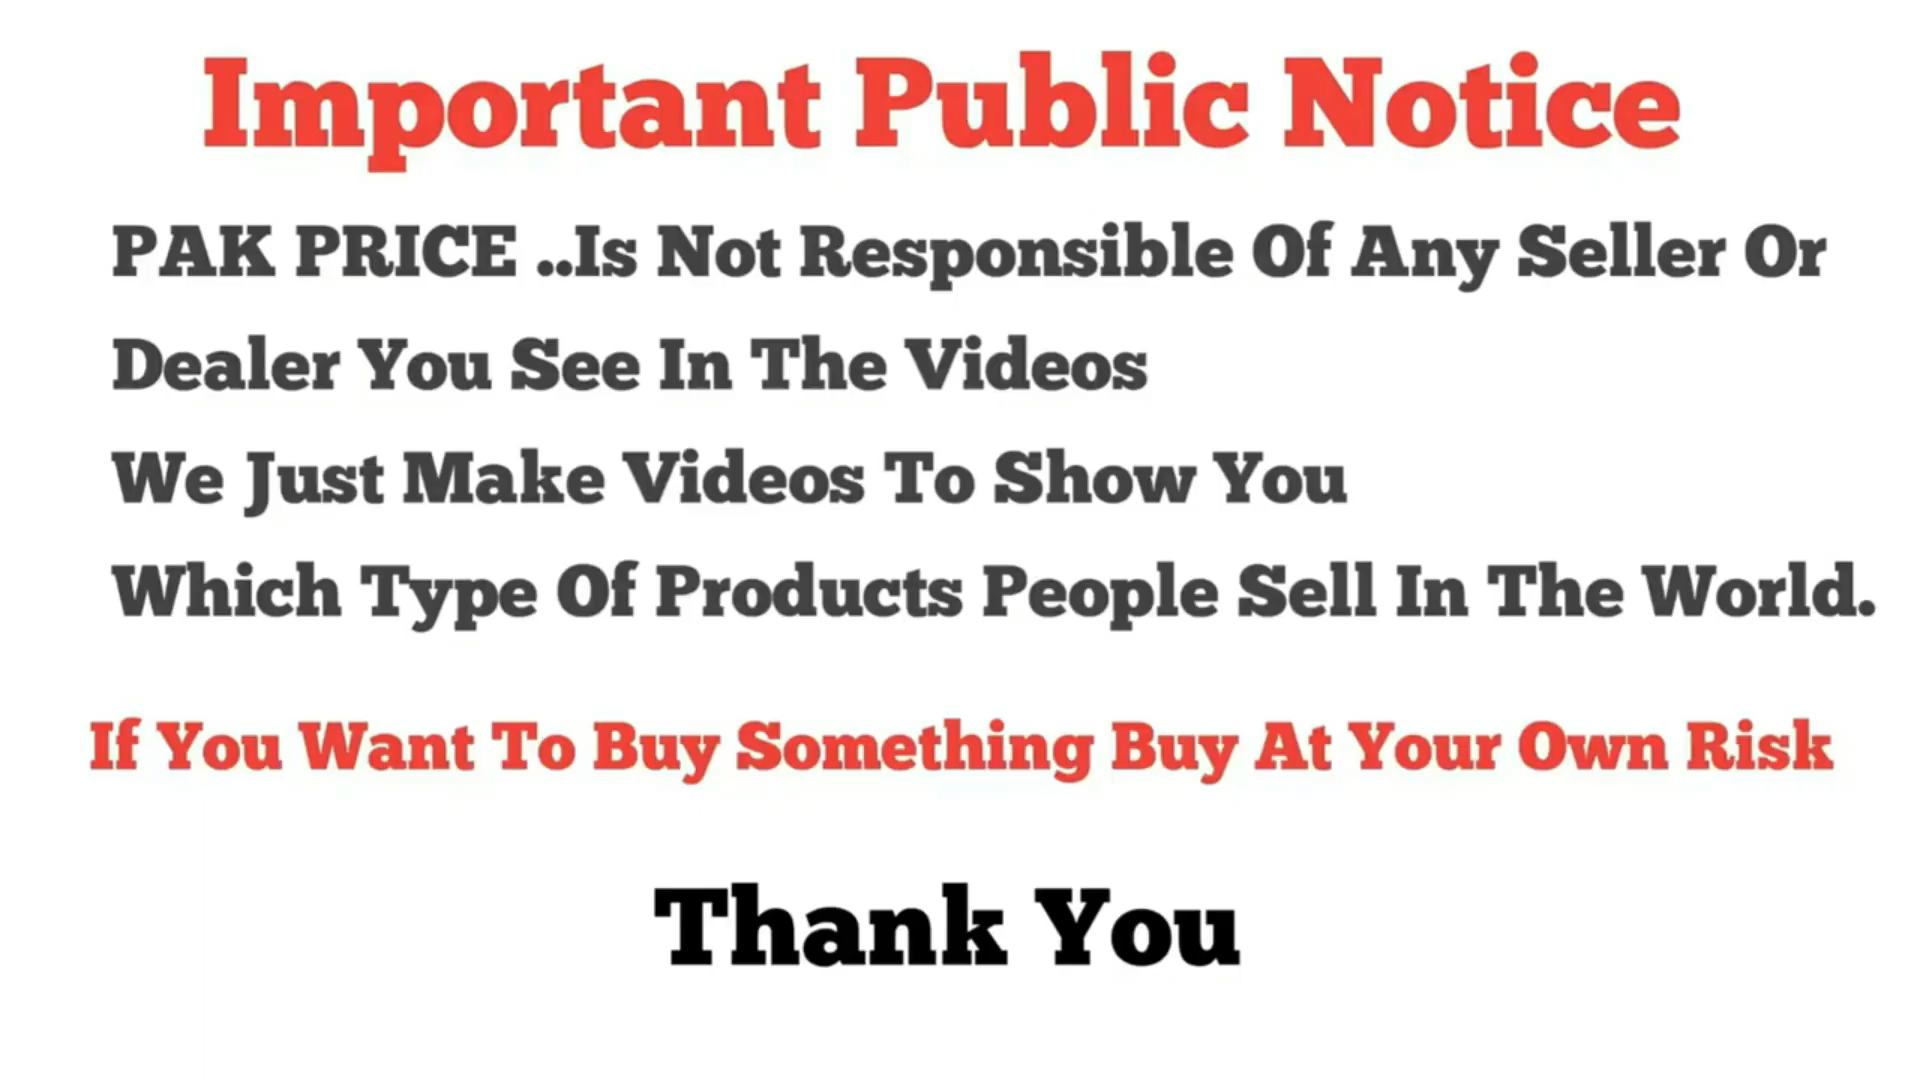 Important Public Notice
PAK PRICE ..Is Not Responsible Of Any Seller Or
Dealer You See In The Videos
We Just Make Videos To Show You
Which Type Of Products People Sell In The World.
If You Want To Buy Something Buy At Your Own Risk
Thank You